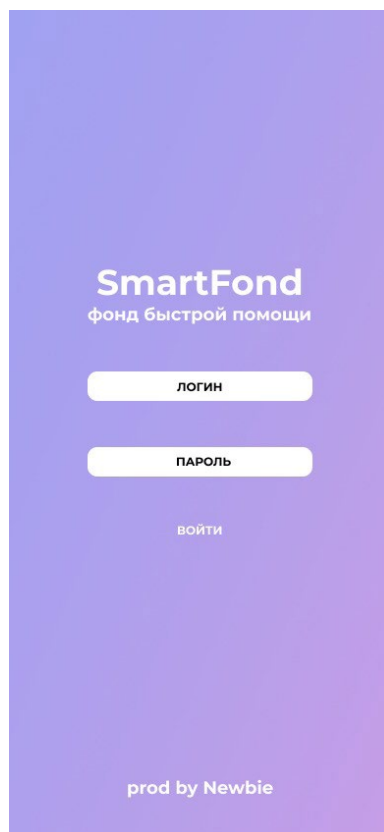 SmartFond
фонд быстрой помощи
ЛОГИН
ПАРОЛЬ
ВОЙТИ
prod by Newbie